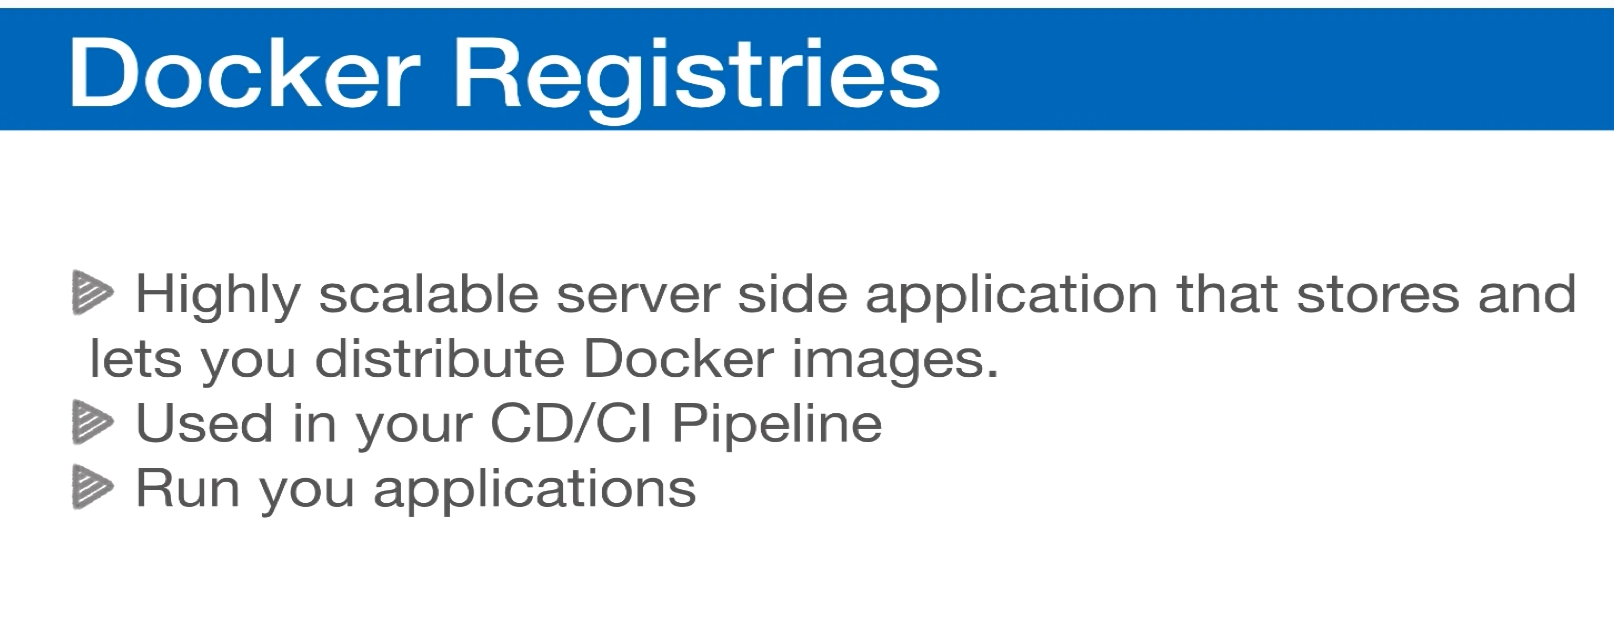 Docker Registries
Highly scalable server side application that stores and
lets you distribute Docker images.
Used in your CD/CI Pipeline
Run you applications